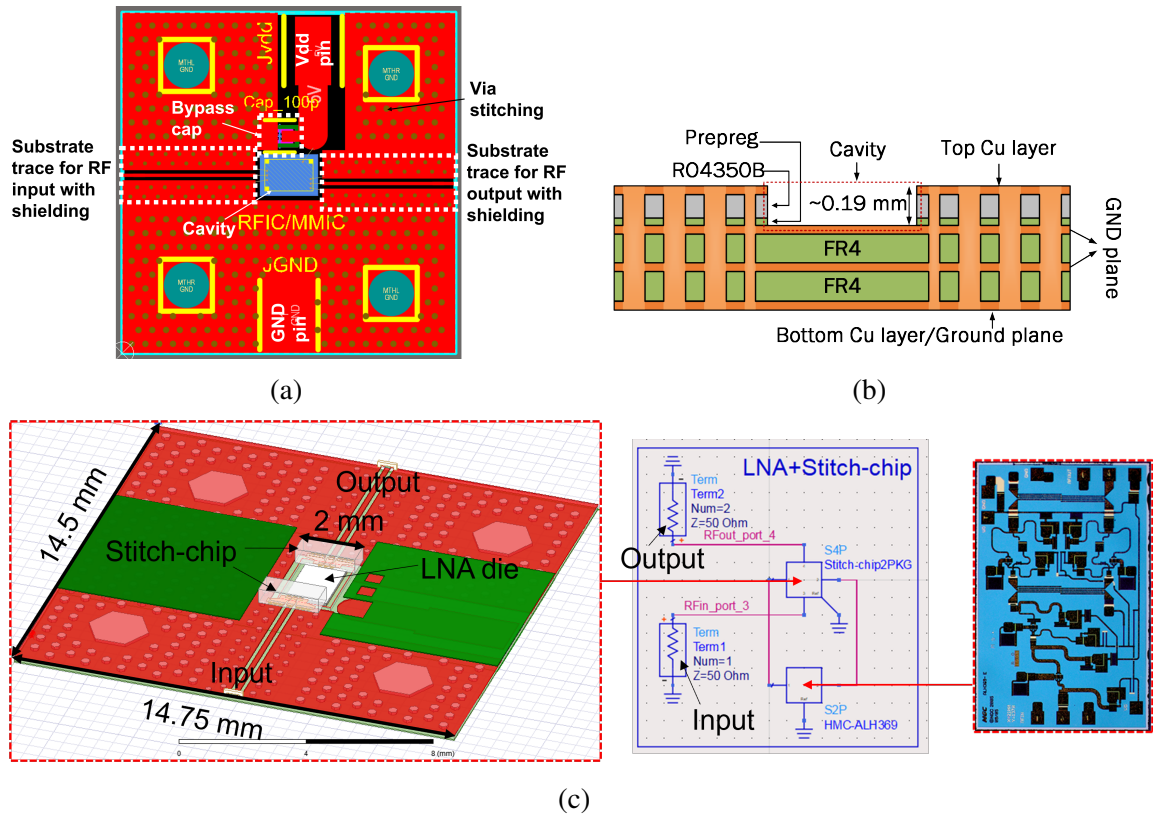 MTHL
GND
Jvdd
Vdd
pin
5V
MTHR
GND
Bypass
cap
Cap_100p
Via
stitching
Substrate
trace for RF
input with
shielding
Substrate
trace for RF
output with
shielding
Cavity
RFIC/MMIC
JGND
MTHR
GND
GND
pin
GND
MTHL
GND
(a)
Prepreg
RO4350B
Cavity
Top Cu layer
~0.19 mm
FR4
FR4
GND plane
Bottom Cu layer/Ground plane
(b)
14.5 mm
Output
2 mm
Stitch-chip
LNA die
Input
14.75 mm
0
4
8 (mm)
LNA+Stitch-chip
Term
Term2
Num=2
Z=50 Ohm
RFout_port_4
Output
S4P
Stitch-chip2PKG
Ref
RFin_port_3
Term
Term1
Num=1
Z=50 Ohm
Input
Ref
S2P
HMC-ALH369
(c)